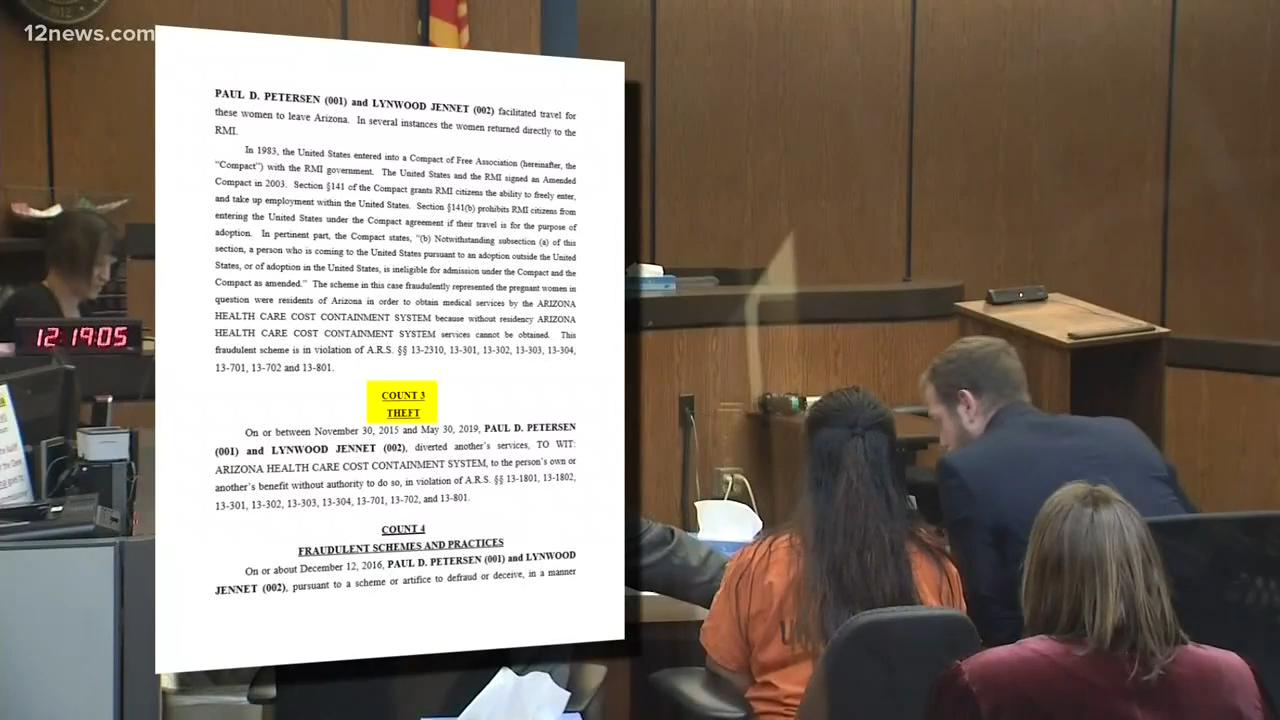 12news.com
PAUL D. PETERSEN (001) and LYNWOOD JENNET (002) facilitated travel for
these women to leave Arizona. In several instances the women returned directly to the
RMI.
In 1983, the United States entered into a Compact of Free Association (hereinafter, the
“Compact”) with the RMI government. The United States and the RMI signed an Amended
Compact in 2003. Section §141 of the Compact grants RMI citizens the ability to freely enter,
and take up employment within the United States. Section §141(b) prohibits RMI citizens from
entering the United States under the Compact agreement if their travel is for the purpose of
adoption. In pertinent part, the Compact states, “(b) Notwithstanding subsection (a) of this
section, a person who is coming to the United States pursuant to an adoption outside the United
States, or of adoption in the United States, is ineligible for admission under the Compact and the
Compact as amended.” The scheme in this case fraudulently represented the pregnant women in
question were residents of Arizona in order to obtain medical services by the ARIZONA
HEALTH CARE COST CONTAINMENT SYSTEM because without residency ARIZONA
HEALTH CARE COST CONTAINMENT SYSTEM services cannot be obtained. This
fraudulent scheme is in violation of A.R.S. §§ 13-2310, 13-301, 13-302, 13-303, 13-304,
13-701, 13-702 and 13-801.
COUNT 3
THEFT
On or between November 30, 2015 and May 30, 2019, PAUL D. PETERSEN
(001) and LYNWOOD JENNET (002), diverted another’s services, TO WIT:
ARIZONA HEALTH CARE COST CONTAINMENT SYSTEM, to the person’s own or
another’s benefit without authority to do so, in violation of A.R.S. §§ 13-1801, 13-1802,
13-301, 13-302, 13-303, 13-304, 13-701, 13-702, and 13-801.
COUNT 4
FRAUDULENT SCHEMES AND PRACTICES
On or about December 12, 2016, PAUL D. PETERSEN (001) and LYNWOOD
JENNET (002), pursuant to a scheme or artifice to defraud or deceive, in a manner
12:19:05